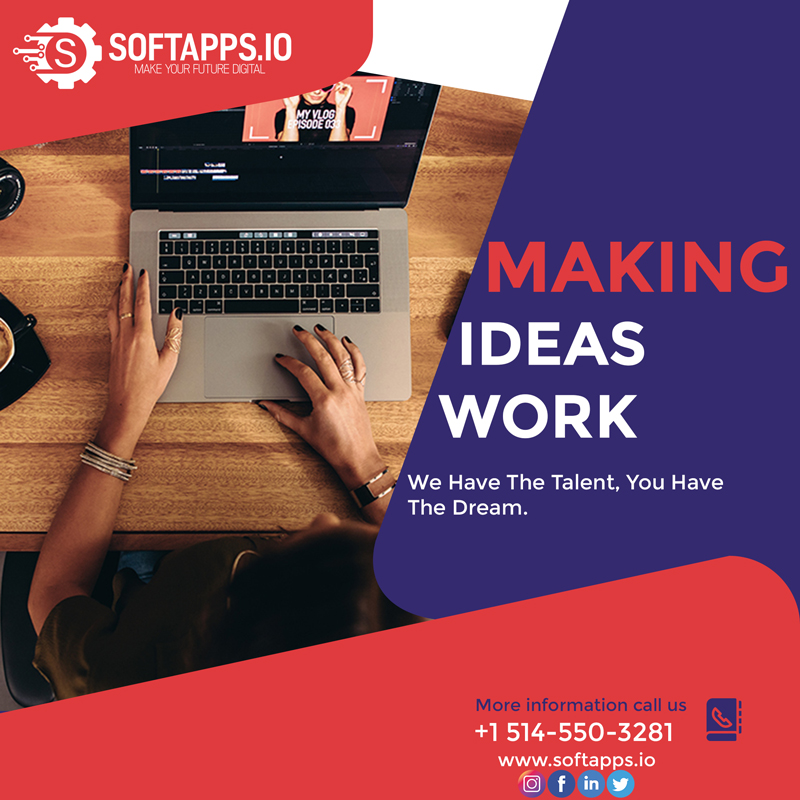 S
SOFTAPPS.IO
MAKE YOUR FUTURE DIGITAL
MY VLOG
EPISODE 033
MAKING
IDEAS
WORK
We Have The Talent, You Have
The Dream.
More information call us
+1 514-550-3281
www.softapps.io